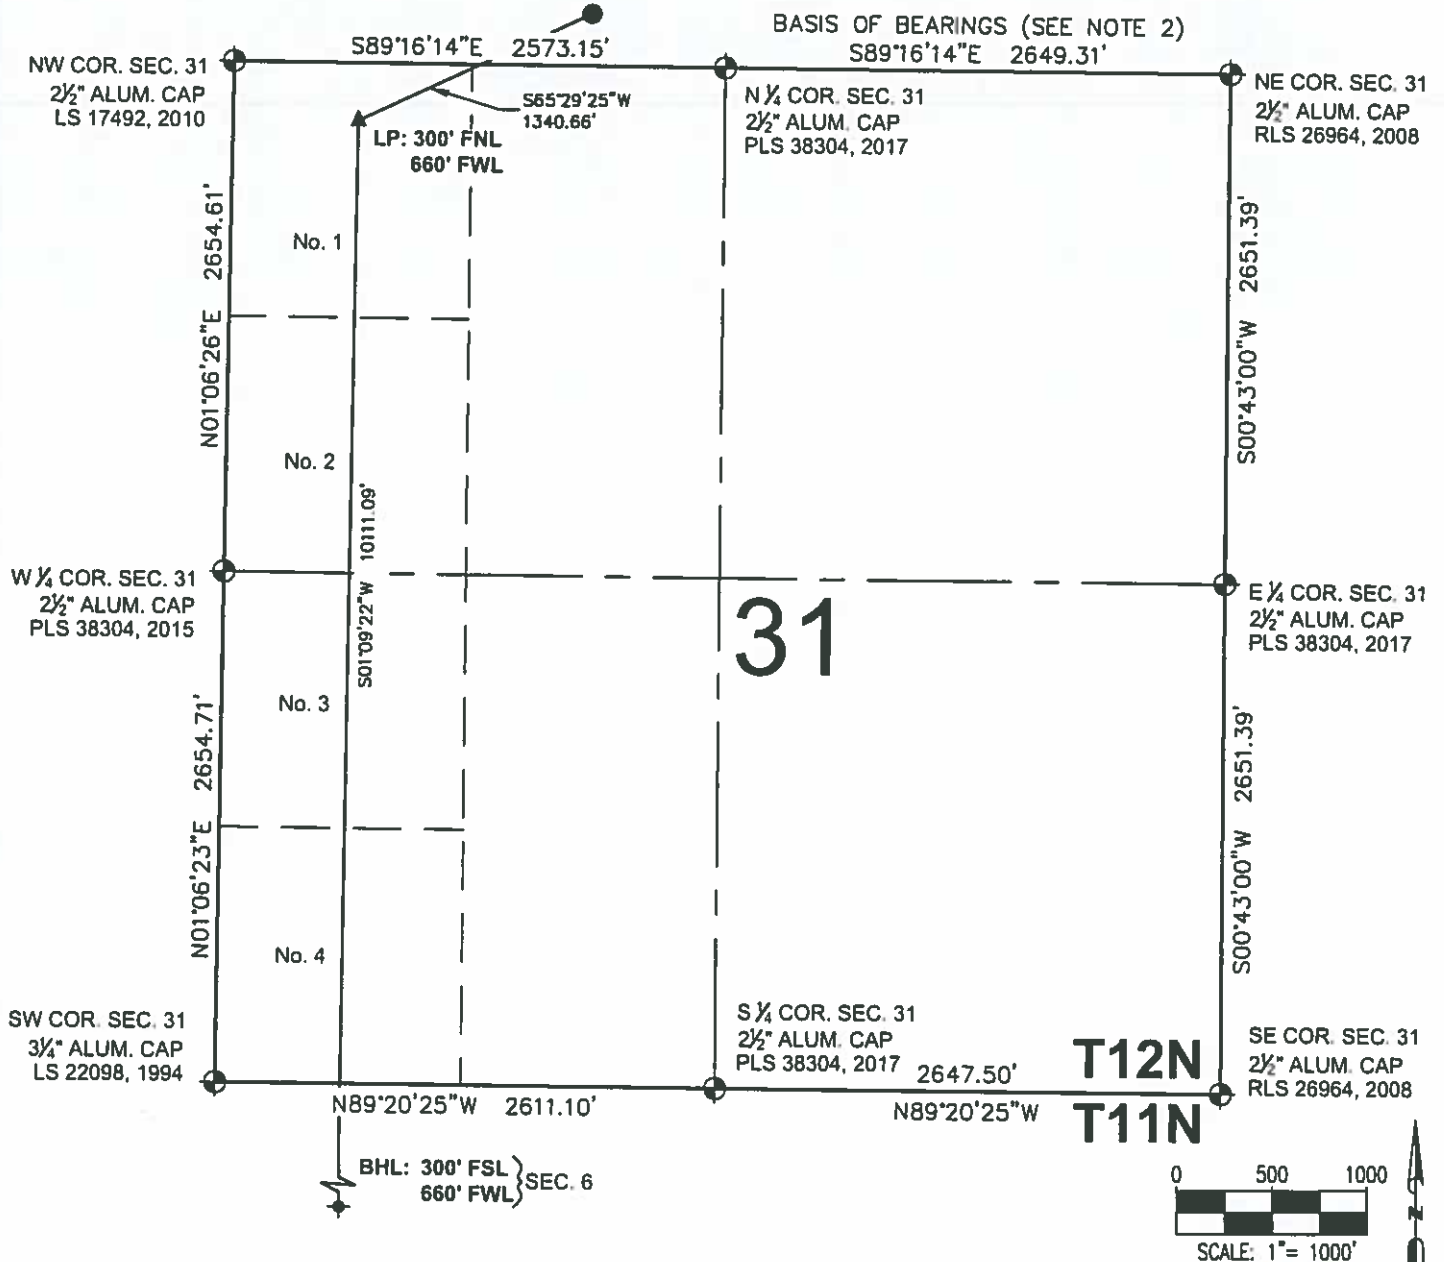 BASIS OF BEARINGS (SEE NOTE 2)
S89°16'14"E 2573.15'
S89°16'14"E 2649.31'
NW COR. SEC. 31
2½" ALUM. CAP
LS 17492, 2010
S65°29'25"W
1340.66'
LP: 300' FNL
660' FWL
N ¼ COR. SEC. 31
2½" ALUM. CAP
PLS 38304, 2017
NE COR. SEC. 31
2½" ALUM. CAP
RLS 26964, 2008
N01°06'26"E 2654.61'
No. 1
No. 2
S01°09'22"W 10111.09'
S00°43'00"W 2651.39'
W ¼ COR. SEC. 31
2½" ALUM. CAP
PLS 38304, 2015
31
E ¼ COR. SEC. 31
2½" ALUM. CAP
PLS 38304, 2017
N01°06'23"E 2654.71'
No. 3
No. 4
S00°43'00"W 2651.39'
SW COR. SEC. 31
3¼" ALUM. CAP
LS 22098, 1994
S ¼ COR. SEC. 31
2½" ALUM. CAP
PLS 38304, 2017
T12N
SE COR. SEC. 31
2½" ALUM. CAP
RLS 26964, 2008
N89°20'25"W 2611.10'
2647.50'
N89°20'25"W
T11N
BHL: 300' FSL
660' FWL
SEC. 6
0 500 1000
SCALE: 1"= 1000'
N